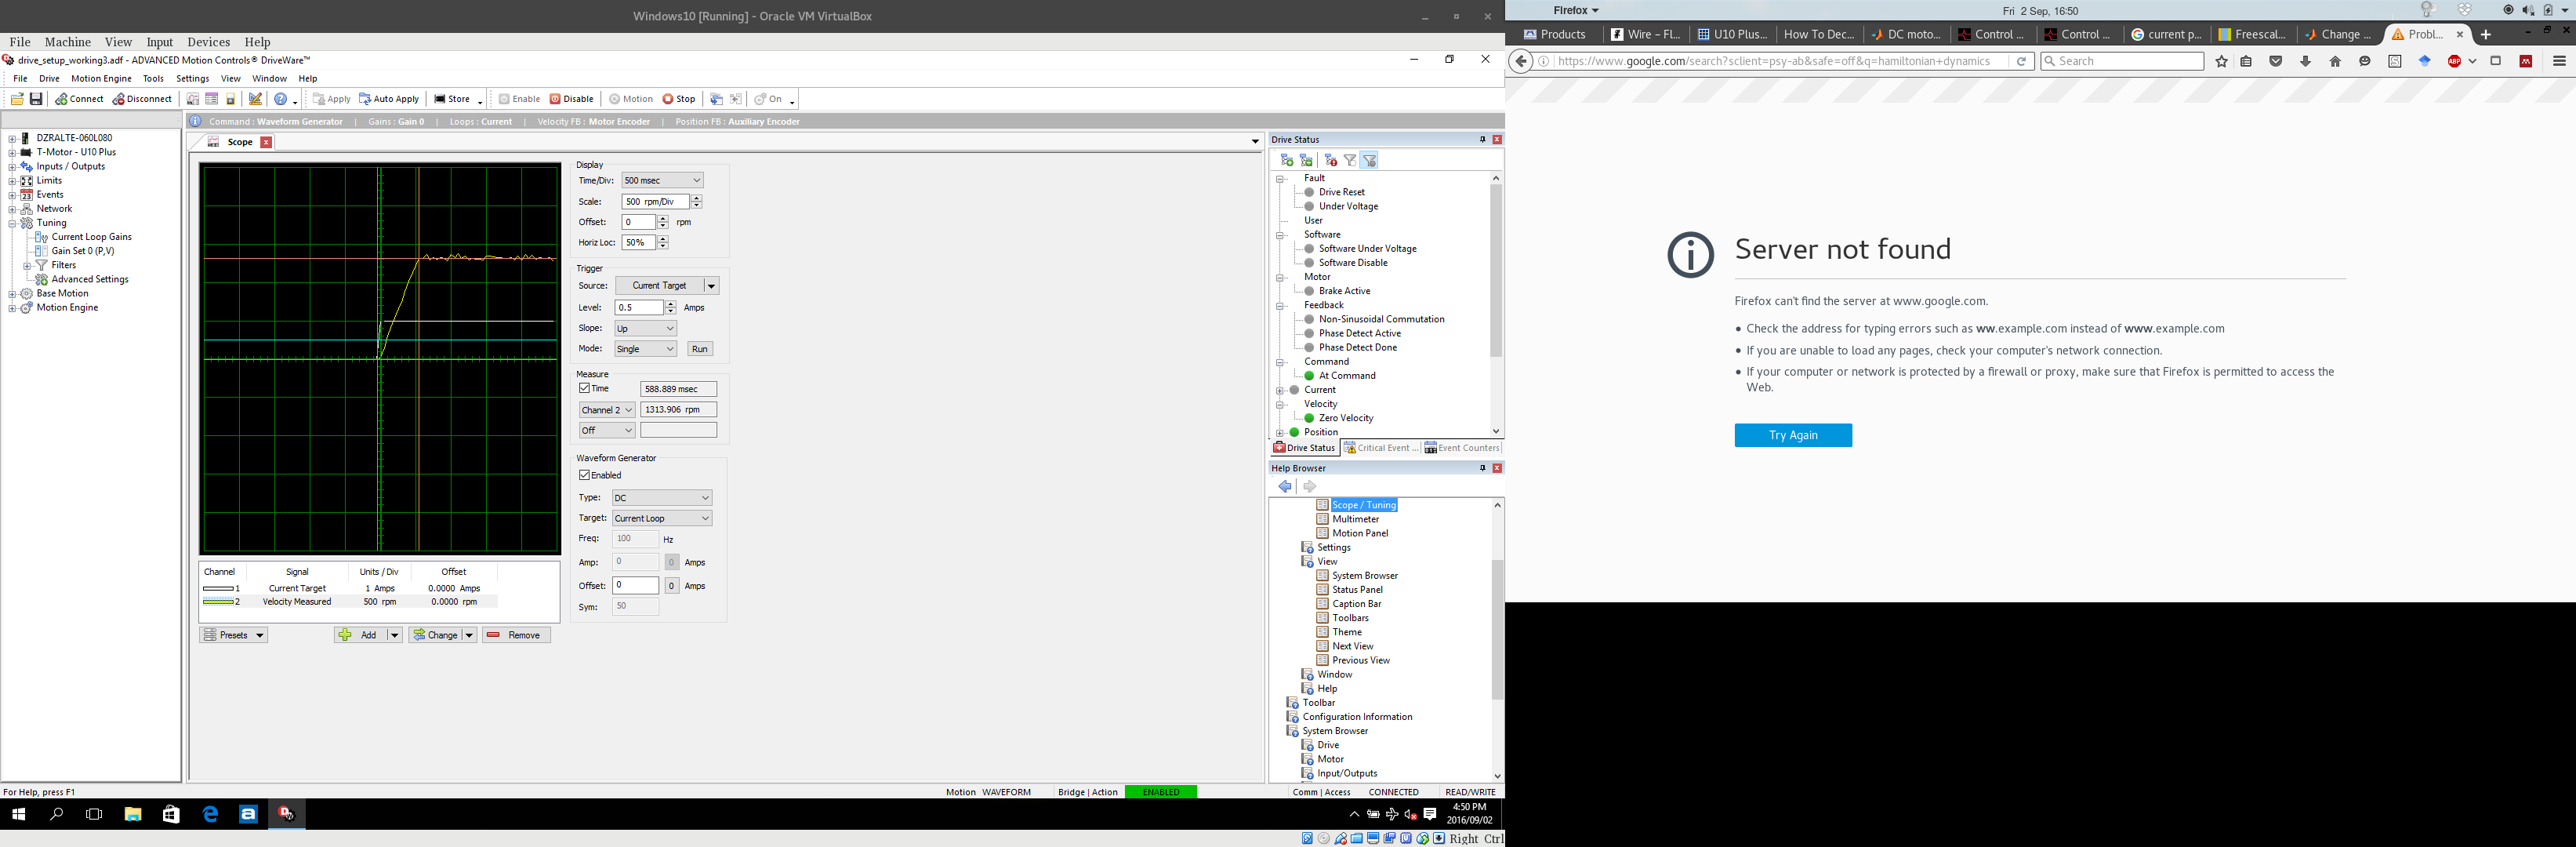 Windows10 [Running] - Oracle VM VirtualBox
File Machine View Input Devices Help
drive_setup_working3.adf - ADVANCED Motion Controls® DriveWare™
File Drive Motion Engine Tools Settings View Window Help
Connect Disconnect Apply Auto Apply Store Enable Disable Motion Stop On
Command : Waveform Generator | Gains : Gain 0 | Loops : Current | Velocity FB : Motor Encoder | Position FB : Auxiliary Encoder
DZRALTE-060L080
T-Motor - U10 Plus
Inputs / Outputs
Limits
Events
Network
Tuning
Current Loop Gains
Gain Set 0 (P,V)
Filters
Advanced Settings
Base Motion
Motion Engine
Scope
Display
Time/Div: 500 msec
Scale: 500 rpm/Div
Offset: 0 rpm
Horiz Loc: 50%
Trigger
Source: Current Target
Level: 0.5 Amps
Slope: Up
Mode: Single Run
Measure
Time 588.889 msec
Channel 2 1313.906 rpm
Off
Waveform Generator
Enabled
Type: DC
Target: Current Loop
Freq: 100 Hz
Amp: 0 0 Amps
Offset: 0 0 Amps
Sym: 50
Channel Signal Units / Div Offset
1 Current Target 1 Amps 0.0000 Amps
2 Velocity Measured 500 rpm 0.0000 rpm
Presets Add Change Remove
Drive Status
Fault
Drive Reset
Under Voltage
User
Software
Software Under Voltage
Software Disable
Motor
Brake Active
Feedback
Non-Sinusoidal Commutation
Phase Detect Active
Phase Detect Done
Command
At Command
Current
Velocity
Zero Velocity
Position
Drive Status Critical Event ... Event Counters
Help Browser
Scope / Tuning
Multimeter
Motion Panel
Settings
View
System Browser
Status Panel
Caption Bar
Toolbars
Theme
Next View
Previous View
Window
Help
Toolbar
Configuration Information
System Browser
Drive
Motor
Input/Outputs
For Help, press F1
Motion WAVEFORM Bridge | Action ENABLED Comm | Access CONNECTED READ/WRITE
4:50 PM
2016/09/02
Right Ctrl
Firefox Fri 2 Sep, 16:50
Products Wire – Fl... U10 Plus... How To Dec... DC moto... Control ... Control ... current p... Freescal... Change ... Probl...
https://www.google.com/search?sclient=psy-ab&safe=off&q=hamiltonian+dynamics Search
Server not found
Firefox can't find the server at www.google.com.
Check the address for typing errors such as ww.example.com instead of www.example.com
If you are unable to load any pages, check your computer's network connection.
If your computer or network is protected by a firewall or proxy, make sure that Firefox is permitted to access the
Web.
Try Again